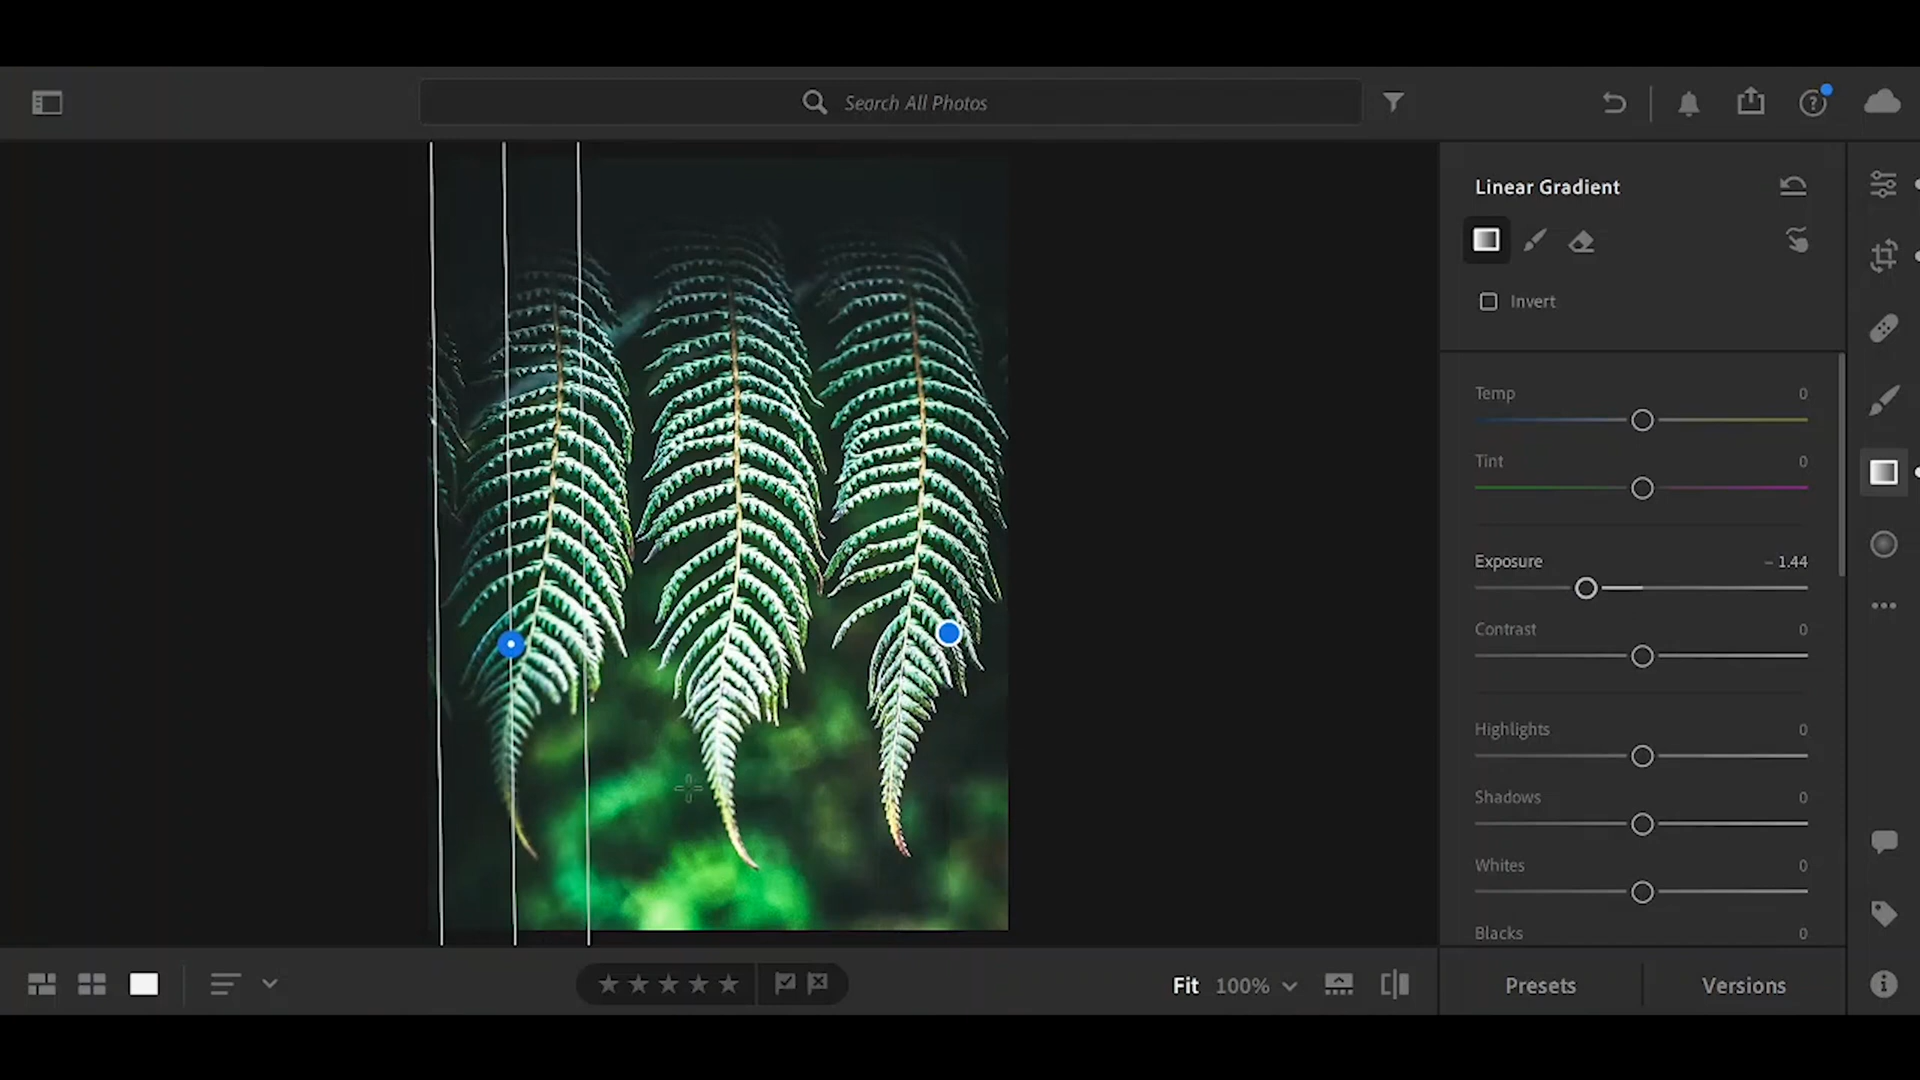 Search All Photos
Linear Gradient
Invert
Temp 0
Tint 0
Exposure – 1.44
Contrast 0
Highlights 0
Shadows 0
Whites 0
Blacks 0
Fit 100%
Presets Versions